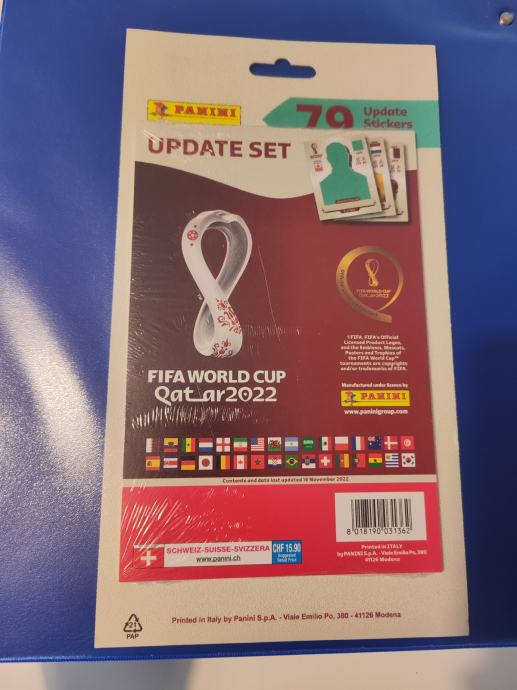 PANINI
79 Update
Stickers
UPDATE SET
FIFA WORLD CUP
Qatar2022
©FIFA, FIFA's Official
Licensed Product Logos,
and the Emblems, Mascots,
Posters and Trophies of
the FIFA World Cup™
tournaments are copyrights
and/or trademarks of FIFA.
Manufactured under licence by
PANINI
www.paninigroup.com
FIFA WORLD CUP
Qatar2022
Contents and data last updated 16 November 2022.
8 018190 031362
SCHWEIZ-SUISSE-SVIZZERA
www.panini.ch
CHF 15.90
Suggested
Retail Price
Printed in ITALY
by PANINI S.p.A. - Viale Emilio Po, 380
41126 Modena
Printed in Italy by Panini S.p.A. - Viale Emilio Po, 380 - 41126 Modena
21
PAP